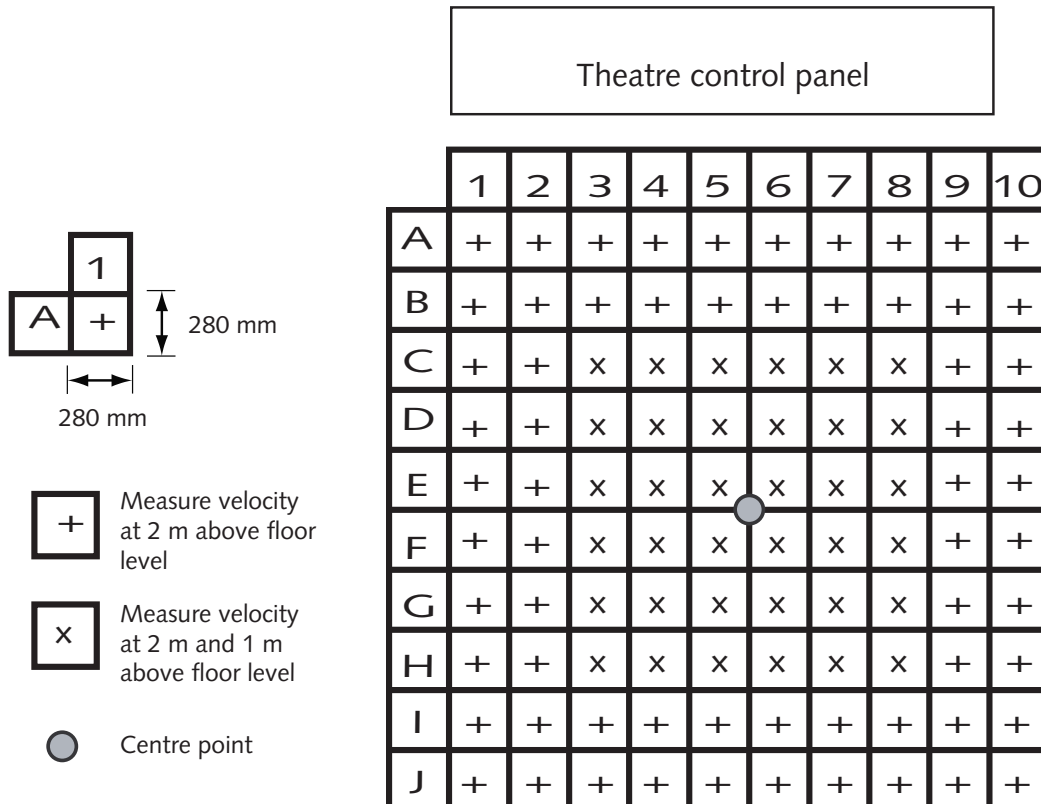 Theatre control panel
1 2 3 4 5 6 7 8 9 10
A + + + + + + + + + +
B + + + + + + + + + +
C + + x x x x x x + +
D + + x x x x x x + +
E + + x x x x x x + +
F + + x x x x x x + +
G + + x x x x x x + +
H + + x x x x x x + +
I + + + + + + + + + +
J + + + + + + + + + +
1
A +
280 mm
280 mm
+
Measure velocity
at 2 m above floor
level
x
Measure velocity
at 2 m and 1 m
above floor level
Centre point